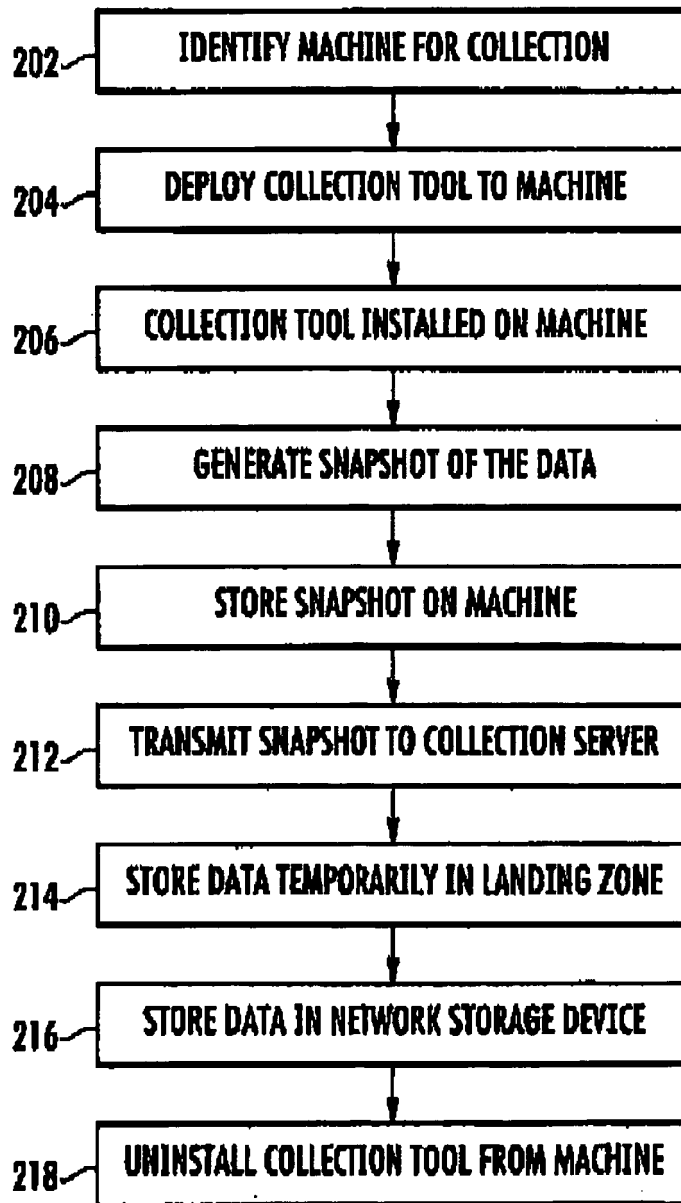 202 IDENTIFY MACHINE FOR COLLECTION
204 DEPLOY COLLECTION TOOL TO MACHINE
206 COLLECTION TOOL INSTALLED ON MACHINE
208 GENERATE SNAPSHOT OF THE DATA
210 STORE SNAPSHOT ON MACHINE
212 TRANSMIT SNAPSHOT TO COLLECTION SERVER
214 STORE DATA TEMPORARILY IN LANDING ZONE
216 STORE DATA IN NETWORK STORAGE DEVICE
218 UNINSTALL COLLECTION TOOL FROM MACHINE